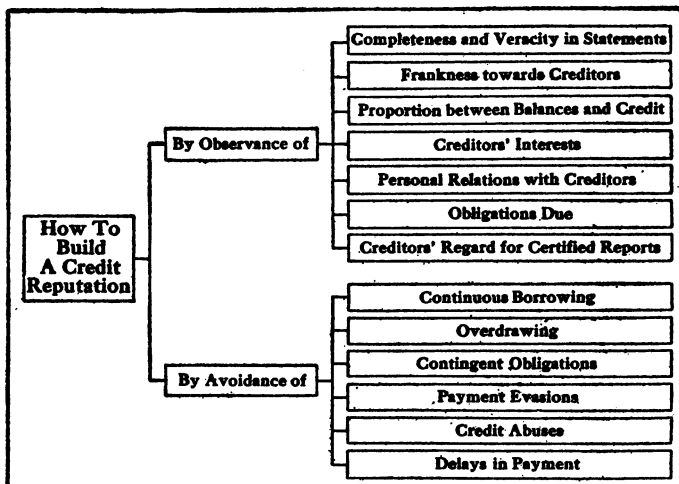 How To
Build
A Credit
Reputation
By Observance of
Completeness and Veracity in Statements
Frankness towards Creditors
Proportion between Balances and Credit
Creditors' Interests
Personal Relations with Creditors
Obligations Due
Creditors' Regard for Certified Reports
By Avoidance of
Continuous Borrowing
Overdrawing
Contingent Obligations
Payment Evasions
Credit Abuses
Delays in Payment